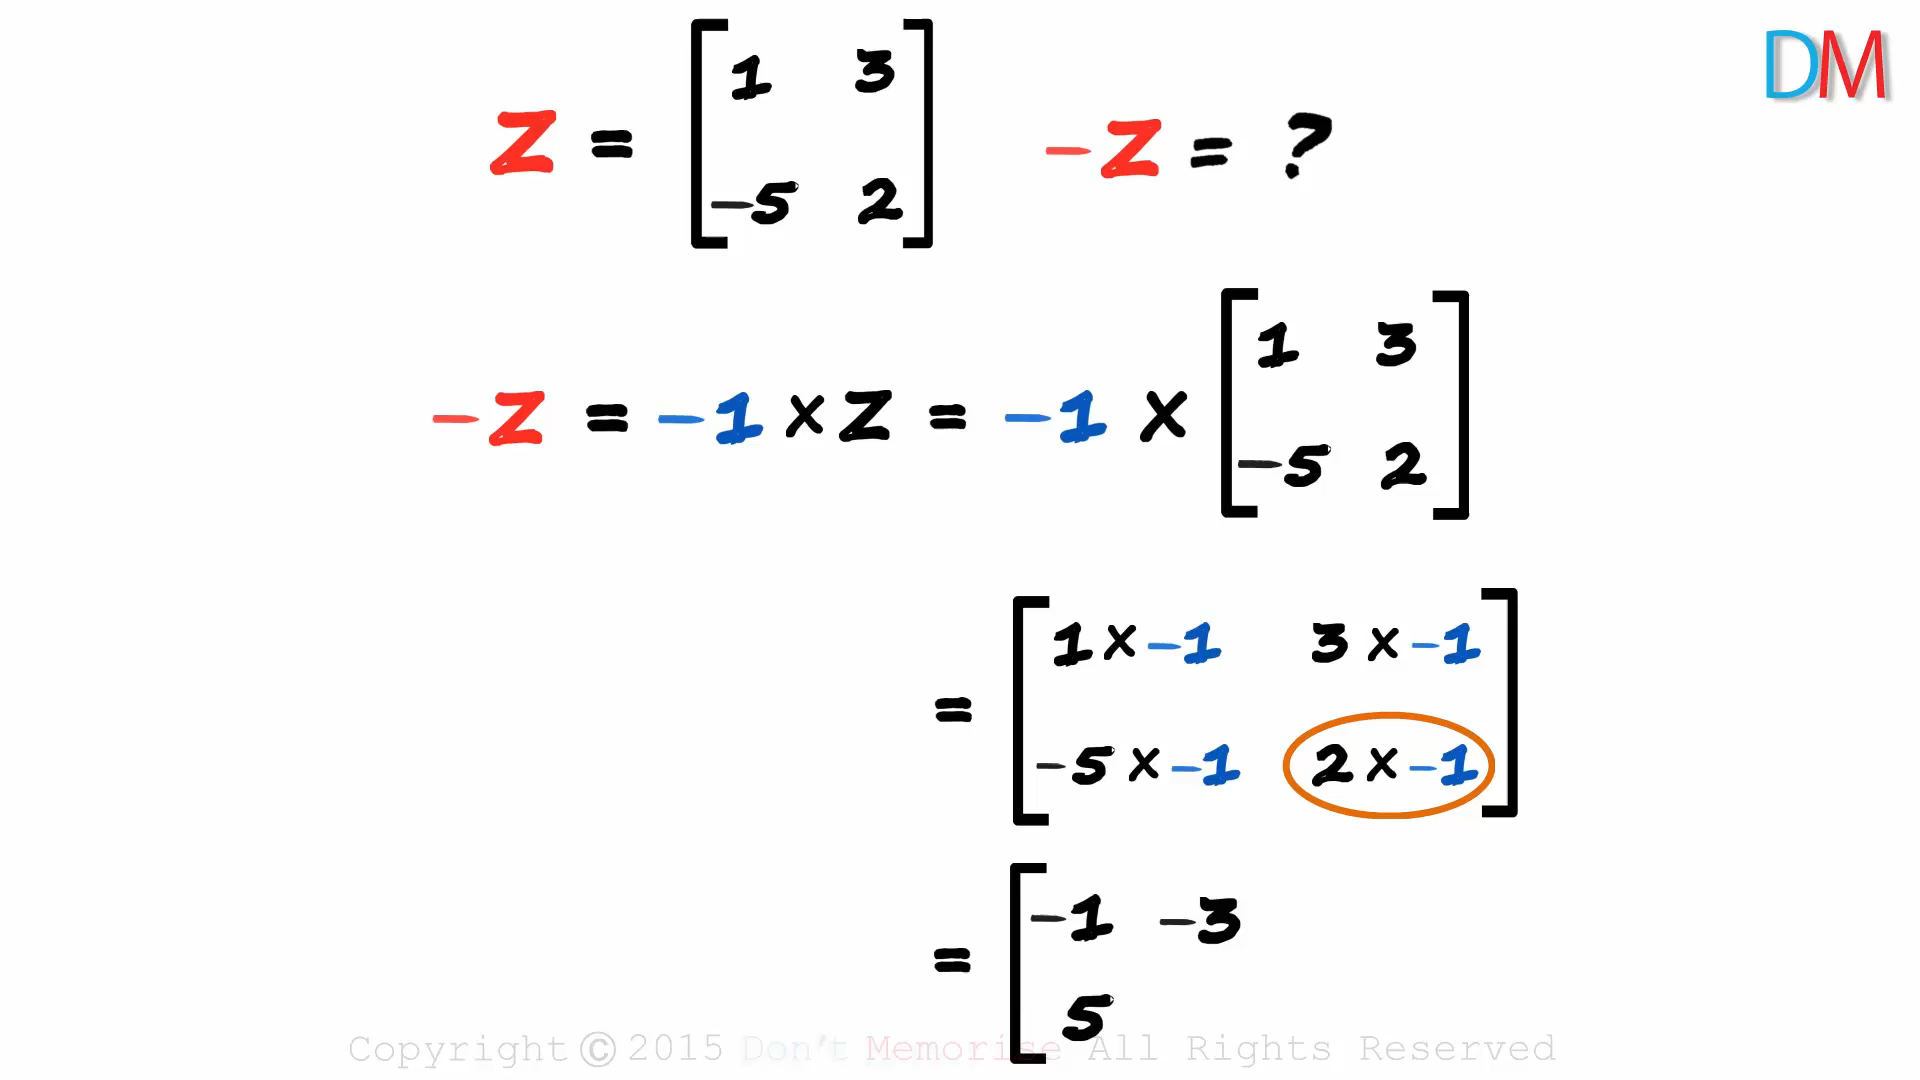 DM
Z = [ 1 3 ] -Z = ?
[ -5 2 ]
-Z = -1 × Z = -1 × [ 1 3 ]
[ -5 2 ]
= [ 1 × -1 3 × -1 ]
[ -5 × -1 2 × -1 ]
= [ -1 -3
[ 5
Copyright © 2015 Don't Memorise All Rights Reserved